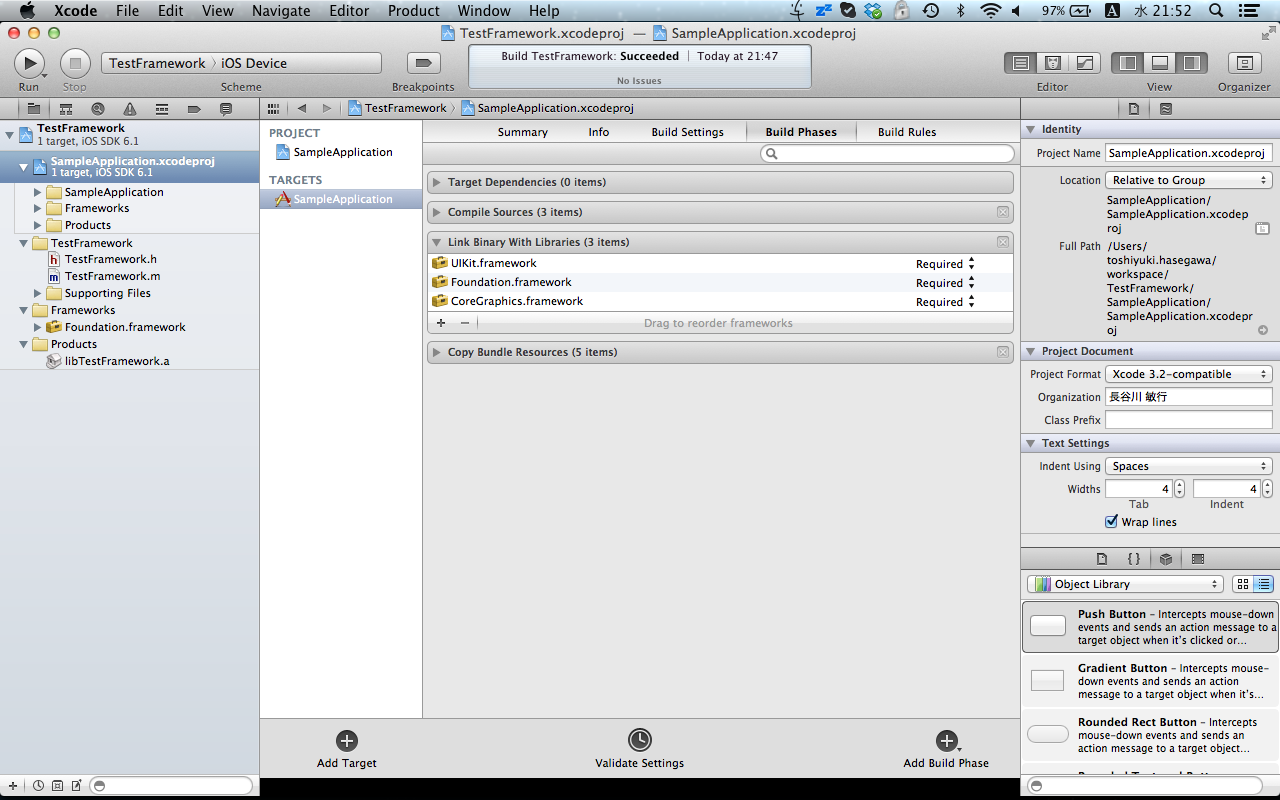 Xcode File Edit View Navigate Editor Product Window Help 97% A 水 21:52
TestFramework.xcodeproj — SampleApplication.xcodeproj
Run Stop
TestFramework 〉 iOS Device
Scheme
Breakpoints
Build TestFramework: Succeeded | Today at 21:47
No Issues
Editor View Organizer
TestFramework 〉 SampleApplication.xcodeproj
TestFramework
1 target, iOS SDK 6.1
SampleApplication.xcodeproj
1 target, iOS SDK 6.1
SampleApplication
Frameworks
Products
TestFramework
TestFramework.h
TestFramework.m
Supporting Files
Frameworks
Foundation.framework
Products
libTestFramework.a
PROJECT
SampleApplication
TARGETS
SampleApplication
Summary Info Build Settings Build Phases Build Rules
Target Dependencies (0 items)
Compile Sources (3 items)
Link Binary With Libraries (3 items)
UIKit.framework Required
Foundation.framework Required
CoreGraphics.framework Required
+ − Drag to reorder frameworks
Copy Bundle Resources (5 items)
Add Target Validate Settings Add Build Phase
Identity
Project Name SampleApplication.xcodeproj
Location Relative to Group
SampleApplication/
SampleApplication.xcodep
roj
Full Path /Users/
toshiyuki.hasegawa/
workspace/
TestFramework/
SampleApplication/
SampleApplication.xcodep
roj
Project Document
Project Format Xcode 3.2-compatible
Organization 長谷川 敏行
Class Prefix
Text Settings
Indent Using Spaces
Widths 4 4
Tab Indent
Wrap lines
{ }
Object Library
Push Button – Intercepts mouse-down
events and sends an action message to a
target object when it's clicked or...
Gradient Button – Intercepts mouse-
down events and sends an action
message to a target object when it's...
Rounded Rect Button – Intercepts
mouse-down events and sends an
action message to a target object...